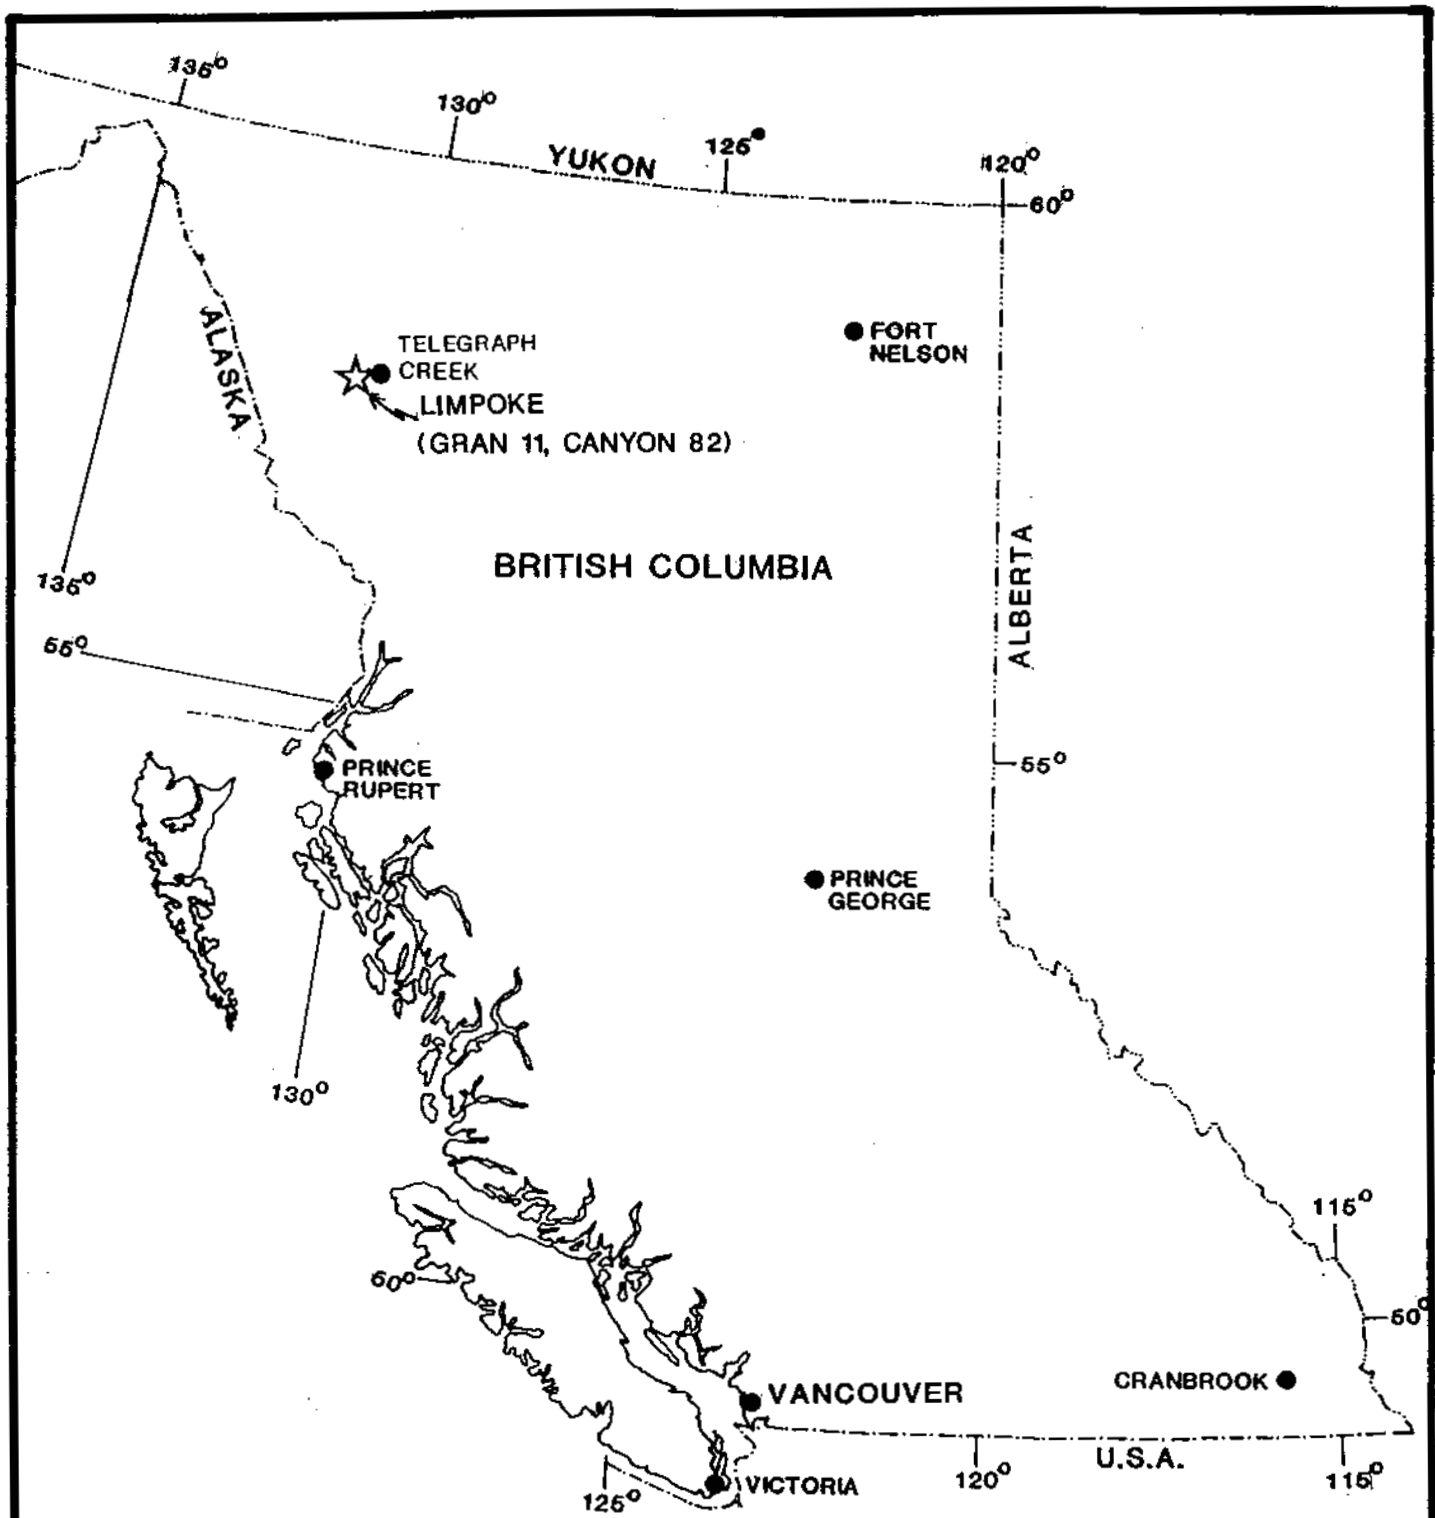 135°
130°
125°
120°
YUKON
60°
ALASKA
TELEGRAPH
CREEK
FORT
NELSON
LIMPOKE
(GRAN 11, CANYON 82)
BRITISH COLUMBIA
ALBERTA
135°
55°
55°
PRINCE
RUPERT
PRINCE
GEORGE
130°
115°
50°
50°
CRANBROOK
VANCOUVER
U.S.A.
120°
115°
VICTORIA
125°